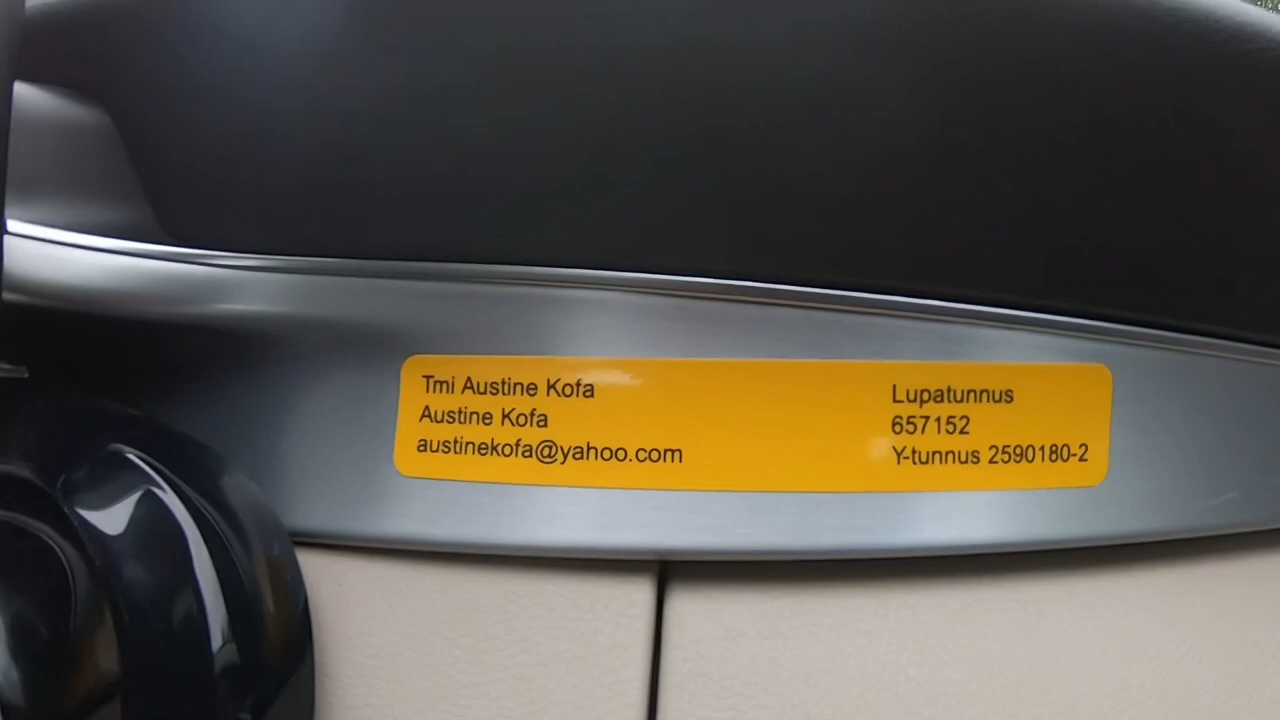 Tmi Austine Kofa
Austine Kofa
austinekofa@yahoo.com
Lupatunnus
657152
Y-tunnus 2590180-2